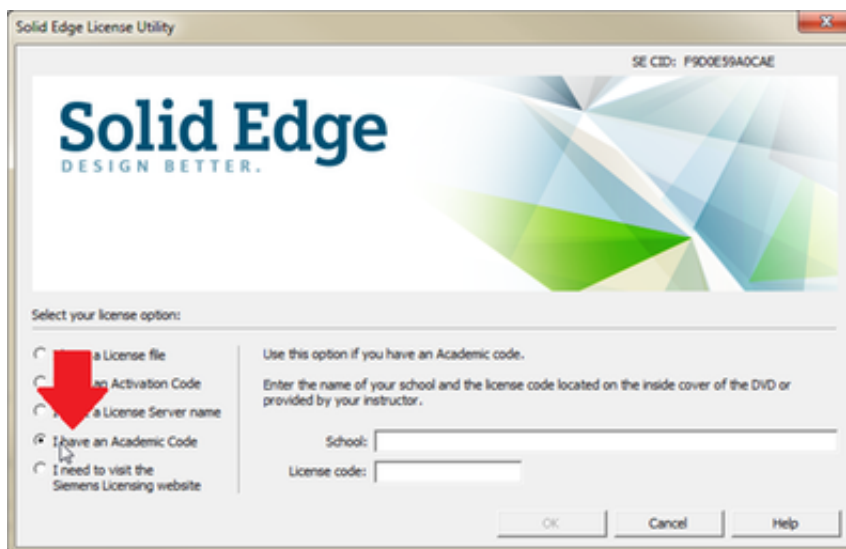 Solid Edge License Utility
SE CID: F9D0E59A0CAE
Solid Edge
DESIGN BETTER.
Select your license option:
a License file
an Activation Code
a License Server name
I have an Academic Code
I need to visit the
Siemens Licensing website
Use this option if you have an Academic code.
Enter the name of your school and the license code located on the inside cover of the DVD or
provided by your instructor.
School:
License code:
OK
Cancel
Help